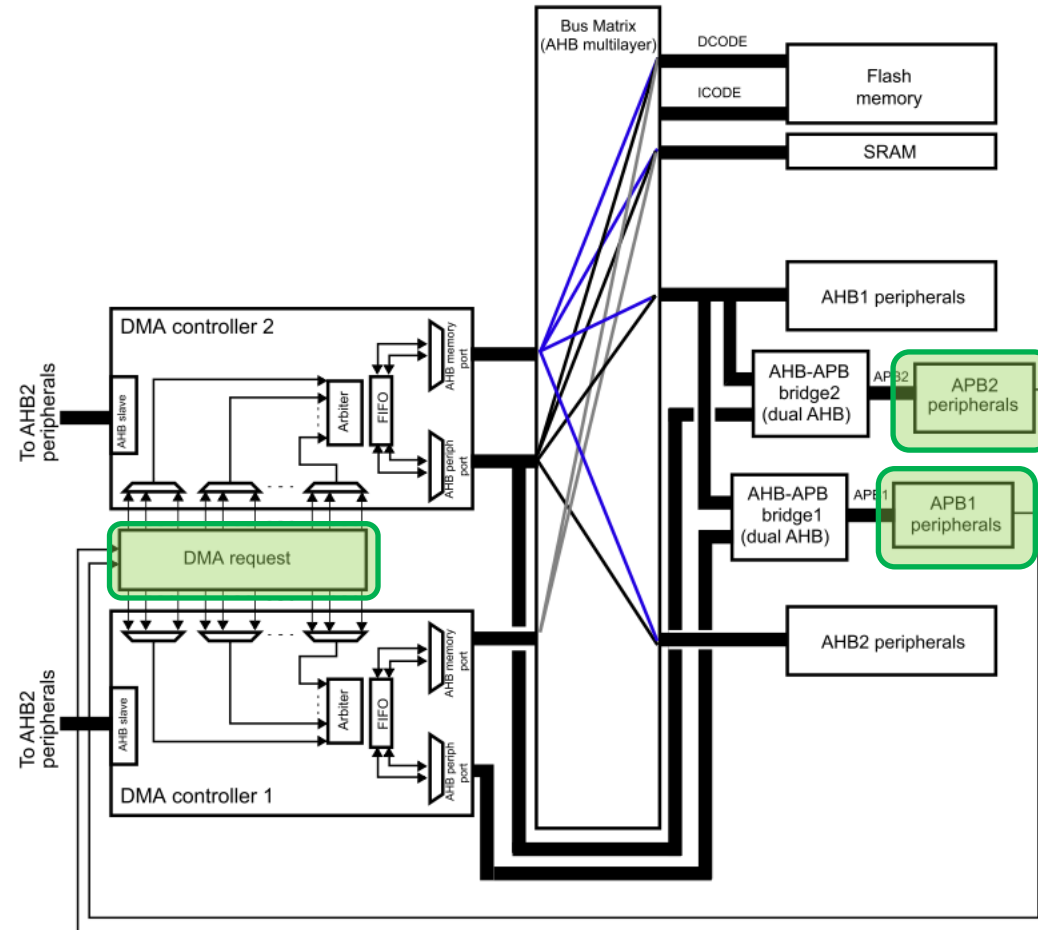 Bus Matrix
(AHB multilayer)
DCODE
Flash
memory
ICODE
SRAM
AHB1 peripherals
DMA controller 2
To AHB2
peripherals
AHB slave
Arbiter
FIFO
AHB memory
port
AHB periph
port
AHB-APB
bridge2
(dual AHB)
APB2
APB2
peripherals
AHB-APB
bridge1
(dual AHB)
APB1
APB1
peripherals
DMA request
AHB2 peripherals
To AHB2
peripherals
AHB slave
Arbiter
FIFO
AHB memory
port
AHB periph
port
DMA controller 1